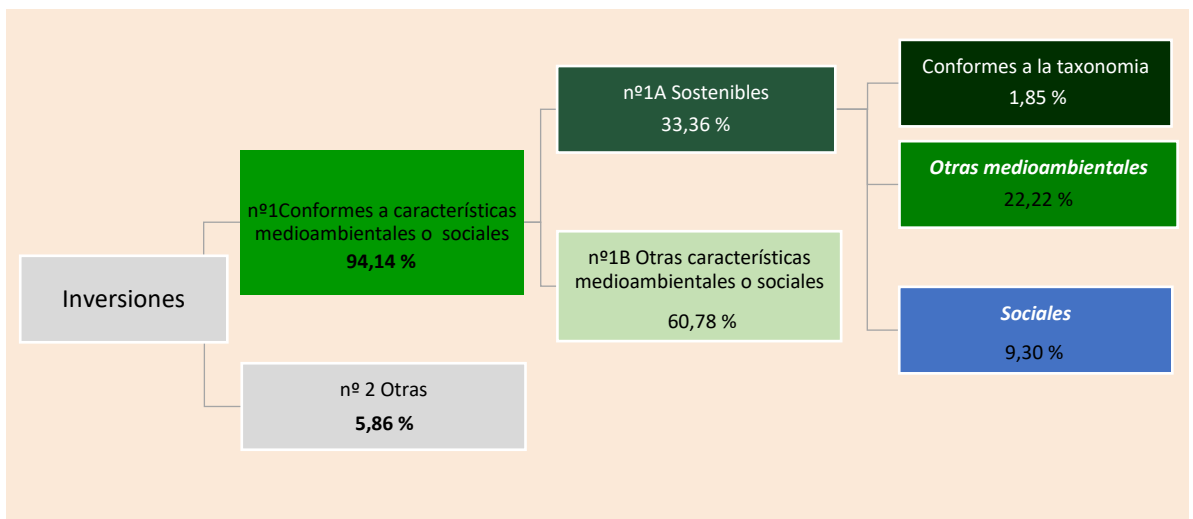 Inversiones
nº1Conformes a características
medioambientales o sociales
94,14 %
nº 2 Otras
5,86 %
nº1A Sostenibles
33,36 %
nº1B Otras características
medioambientales o sociales
60,78 %
Conformes a la taxonomia
1,85 %
Otras medioambientales
22,22 %
Sociales
9,30 %